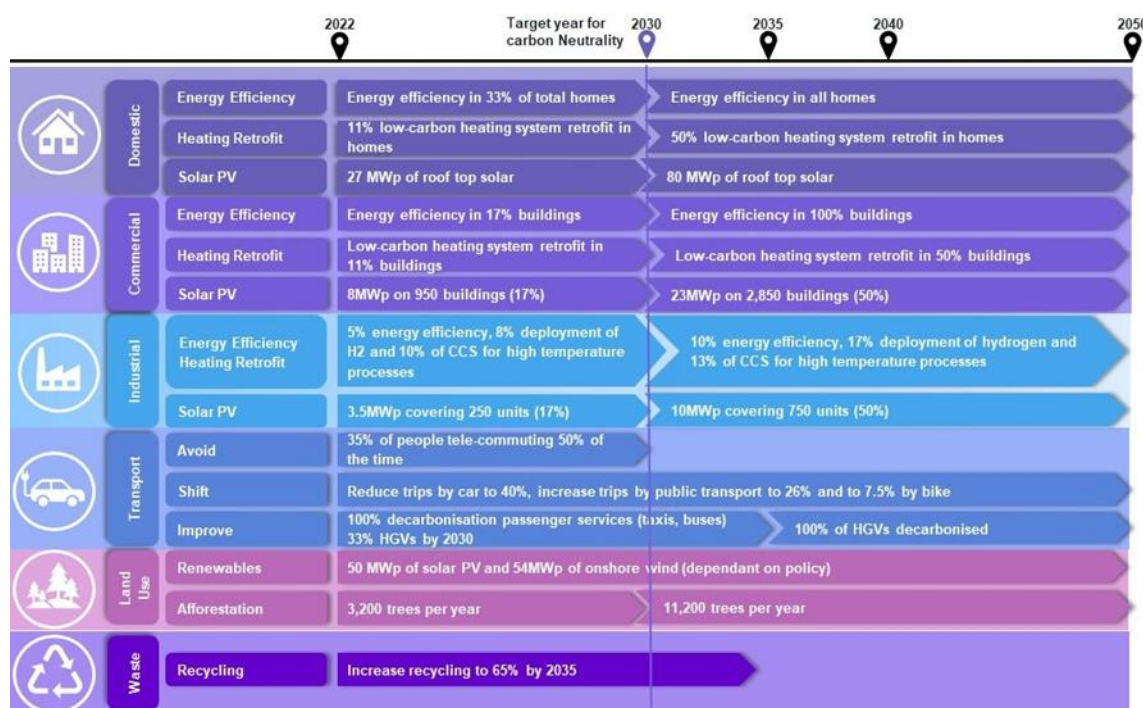 2022
Target year for
carbon Neutrality
2030
2035
2040
2050
Domestic
Energy Efficiency
Energy efficiency in 33% of total homes
Energy efficiency in all homes
Heating Retrofit
11% low-carbon heating system retrofit in
homes
50% low-carbon heating system retrofit in homes
Solar PV
27 MWp of roof top solar
80 MWp of roof top solar
Commercial
Energy Efficiency
Energy efficiency in 17% buildings
Energy efficiency in 100% buildings
Heating Retrofit
Low-carbon heating system retrofit in
11% buildings
Low-carbon heating system retrofit in 50% buildings
Solar PV
8MWp on 950 buildings (17%)
23MWp on 2,850 buildings (50%)
Industrial
Energy Efficiency
Heating Retrofit
5% energy efficiency, 8% deployment of
H2 and 10% of CCS for high temperature
processes
10% energy efficiency, 17% deployment of hydrogen and
13% of CCS for high temperature processes
Solar PV
3.5MWp covering 250 units (17%)
10MWp covering 750 units (50%)
Transport
Avoid
35% of people tele-commuting 50% of
the time
Shift
Reduce trips by car to 40%, increase trips by public transport to 26% and to 7.5% by bike
Improve
100% decarbonisation passenger services (taxis, buses)
33% HGVs by 2030
100% of HGVs decarbonised
Land
Use
Renewables
50 MWp of solar PV and 54MWp of onshore wind (dependant on policy)
Afforestation
3,200 trees per year
11,200 trees per year
Waste
Recycling
Increase recycling to 65% by 2035